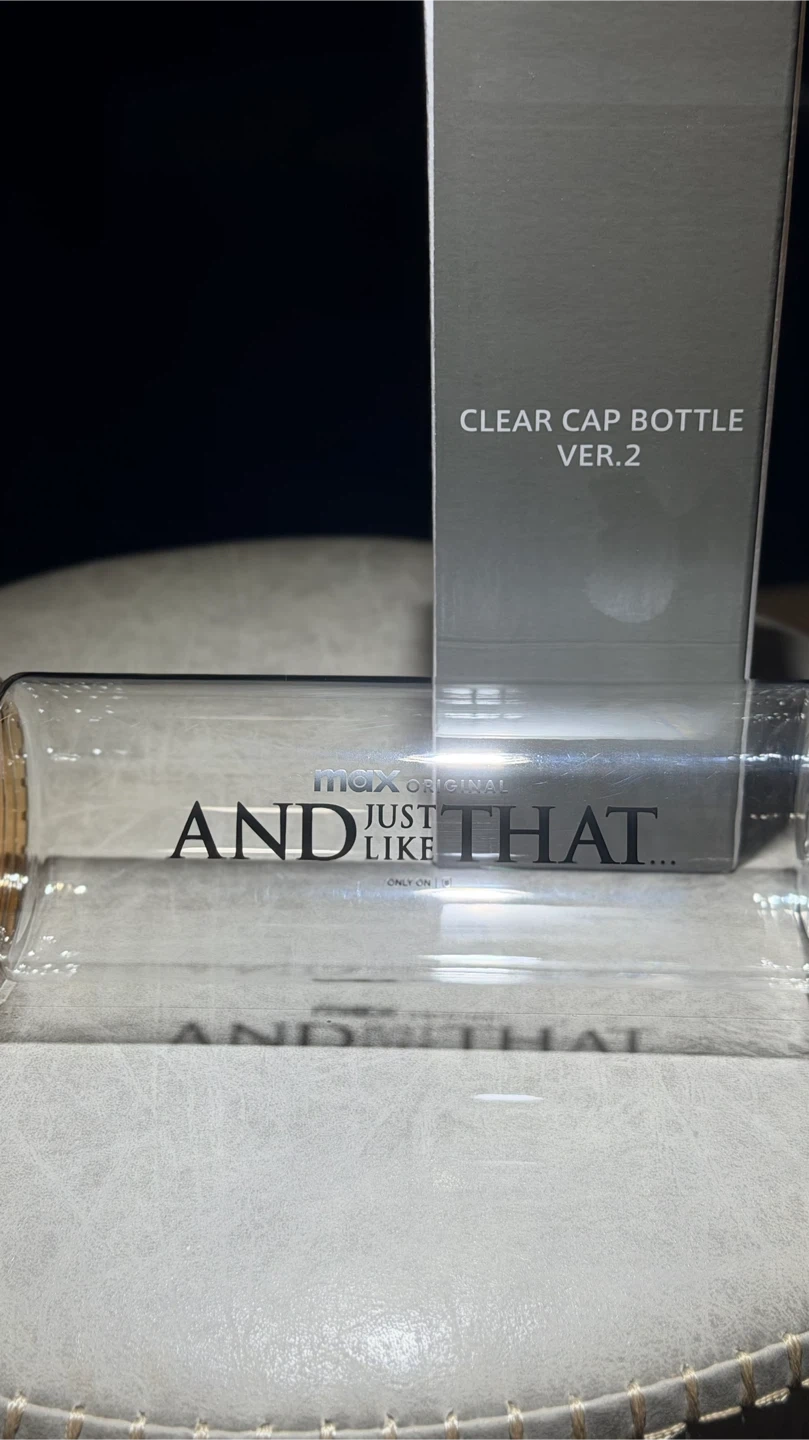 CLEAR CAP BOTTLE
VER.2
max ORIGINAL
AND JUST LIKE THAT...
ONLY ON